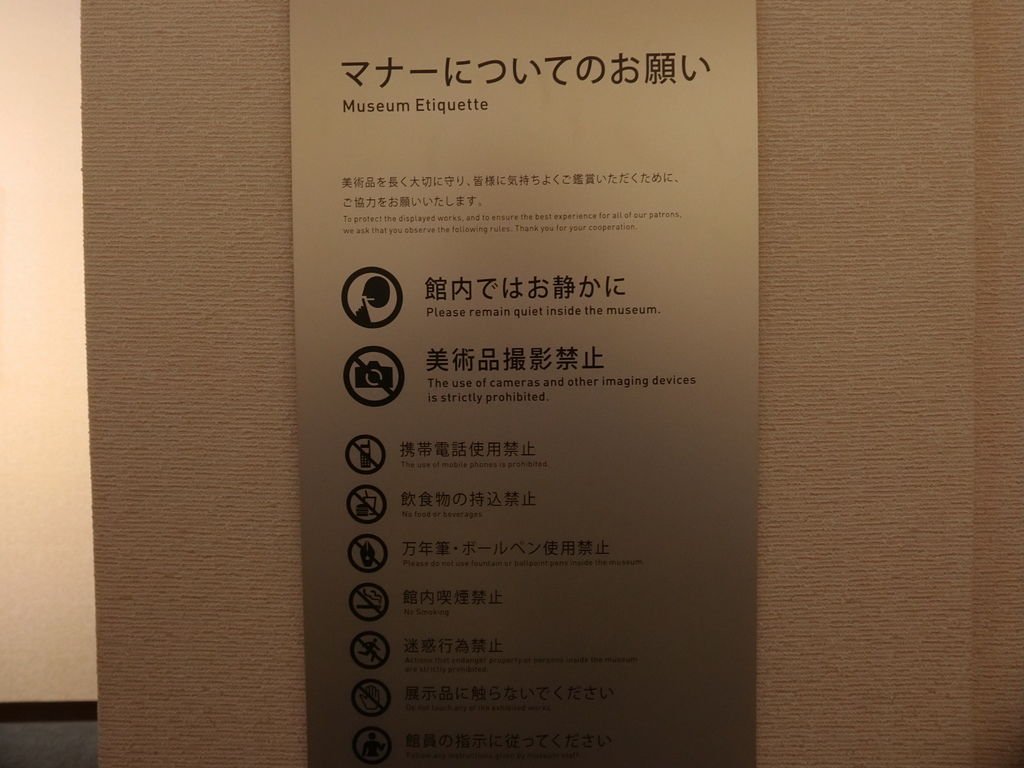 マナーについてのお願い
Museum Etiquette
美術品を長く大切に守り、皆様に気持ちよくご鑑賞いただくために、
ご協力をお願いいたします。
To protect the displayed works, and to ensure the best experience for all of our patrons,
we ask that you observe the following rules. Thank you for your cooperation.
館内ではお静かに
Please remain quiet inside the museum.
美術品撮影禁止
The use of cameras and other imaging devices
is strictly prohibited.
携帯電話使用禁止
The use of mobile phones is prohibited.
飲食物の持込禁止
No food or beverages
万年筆・ボールペン使用禁止
Please do not use fountain or ballpoint pens inside the museum.
館内喫煙禁止
No Smoking
迷惑行為禁止
Actions that endanger property or persons inside the museum
are strictly prohibited.
展示品に触らないでください
Do not touch any of the exhibited works.
館員の指示に従ってください
Follow any instructions given by museum staff.